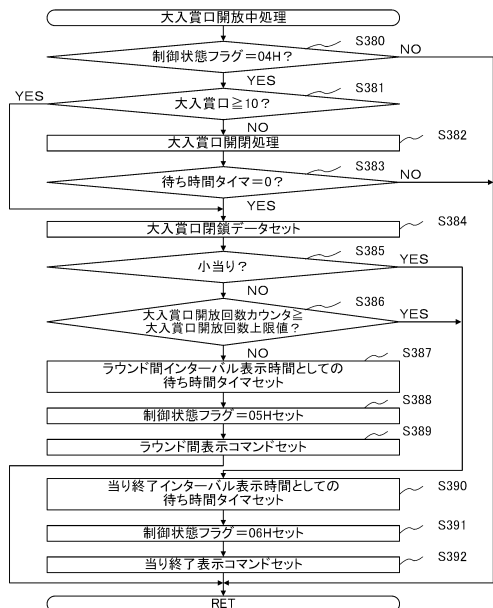 大入賞口開放中処理
S380
制御状態フラグ=04H？
NO
YES
S381
YES
大入賞口≧10？
NO
S382
大入賞口開閉処理
S383
待ち時間タイマ=0？
NO
YES
S384
大入賞口閉鎖データセット
S385
小当り？
YES
NO
S386
大入賞口開放回数カウンタ≧
大入賞口開放回数上限値？
YES
NO
S387
ラウンド間インターバル表示時間としての
待ち時間タイマセット
S388
制御状態フラグ=05Hセット
S389
ラウンド間表示コマンドセット
S390
当り終了インターバル表示時間としての
待ち時間タイマセット
S391
制御状態フラグ=06Hセット
S392
当り終了表示コマンドセット
RET